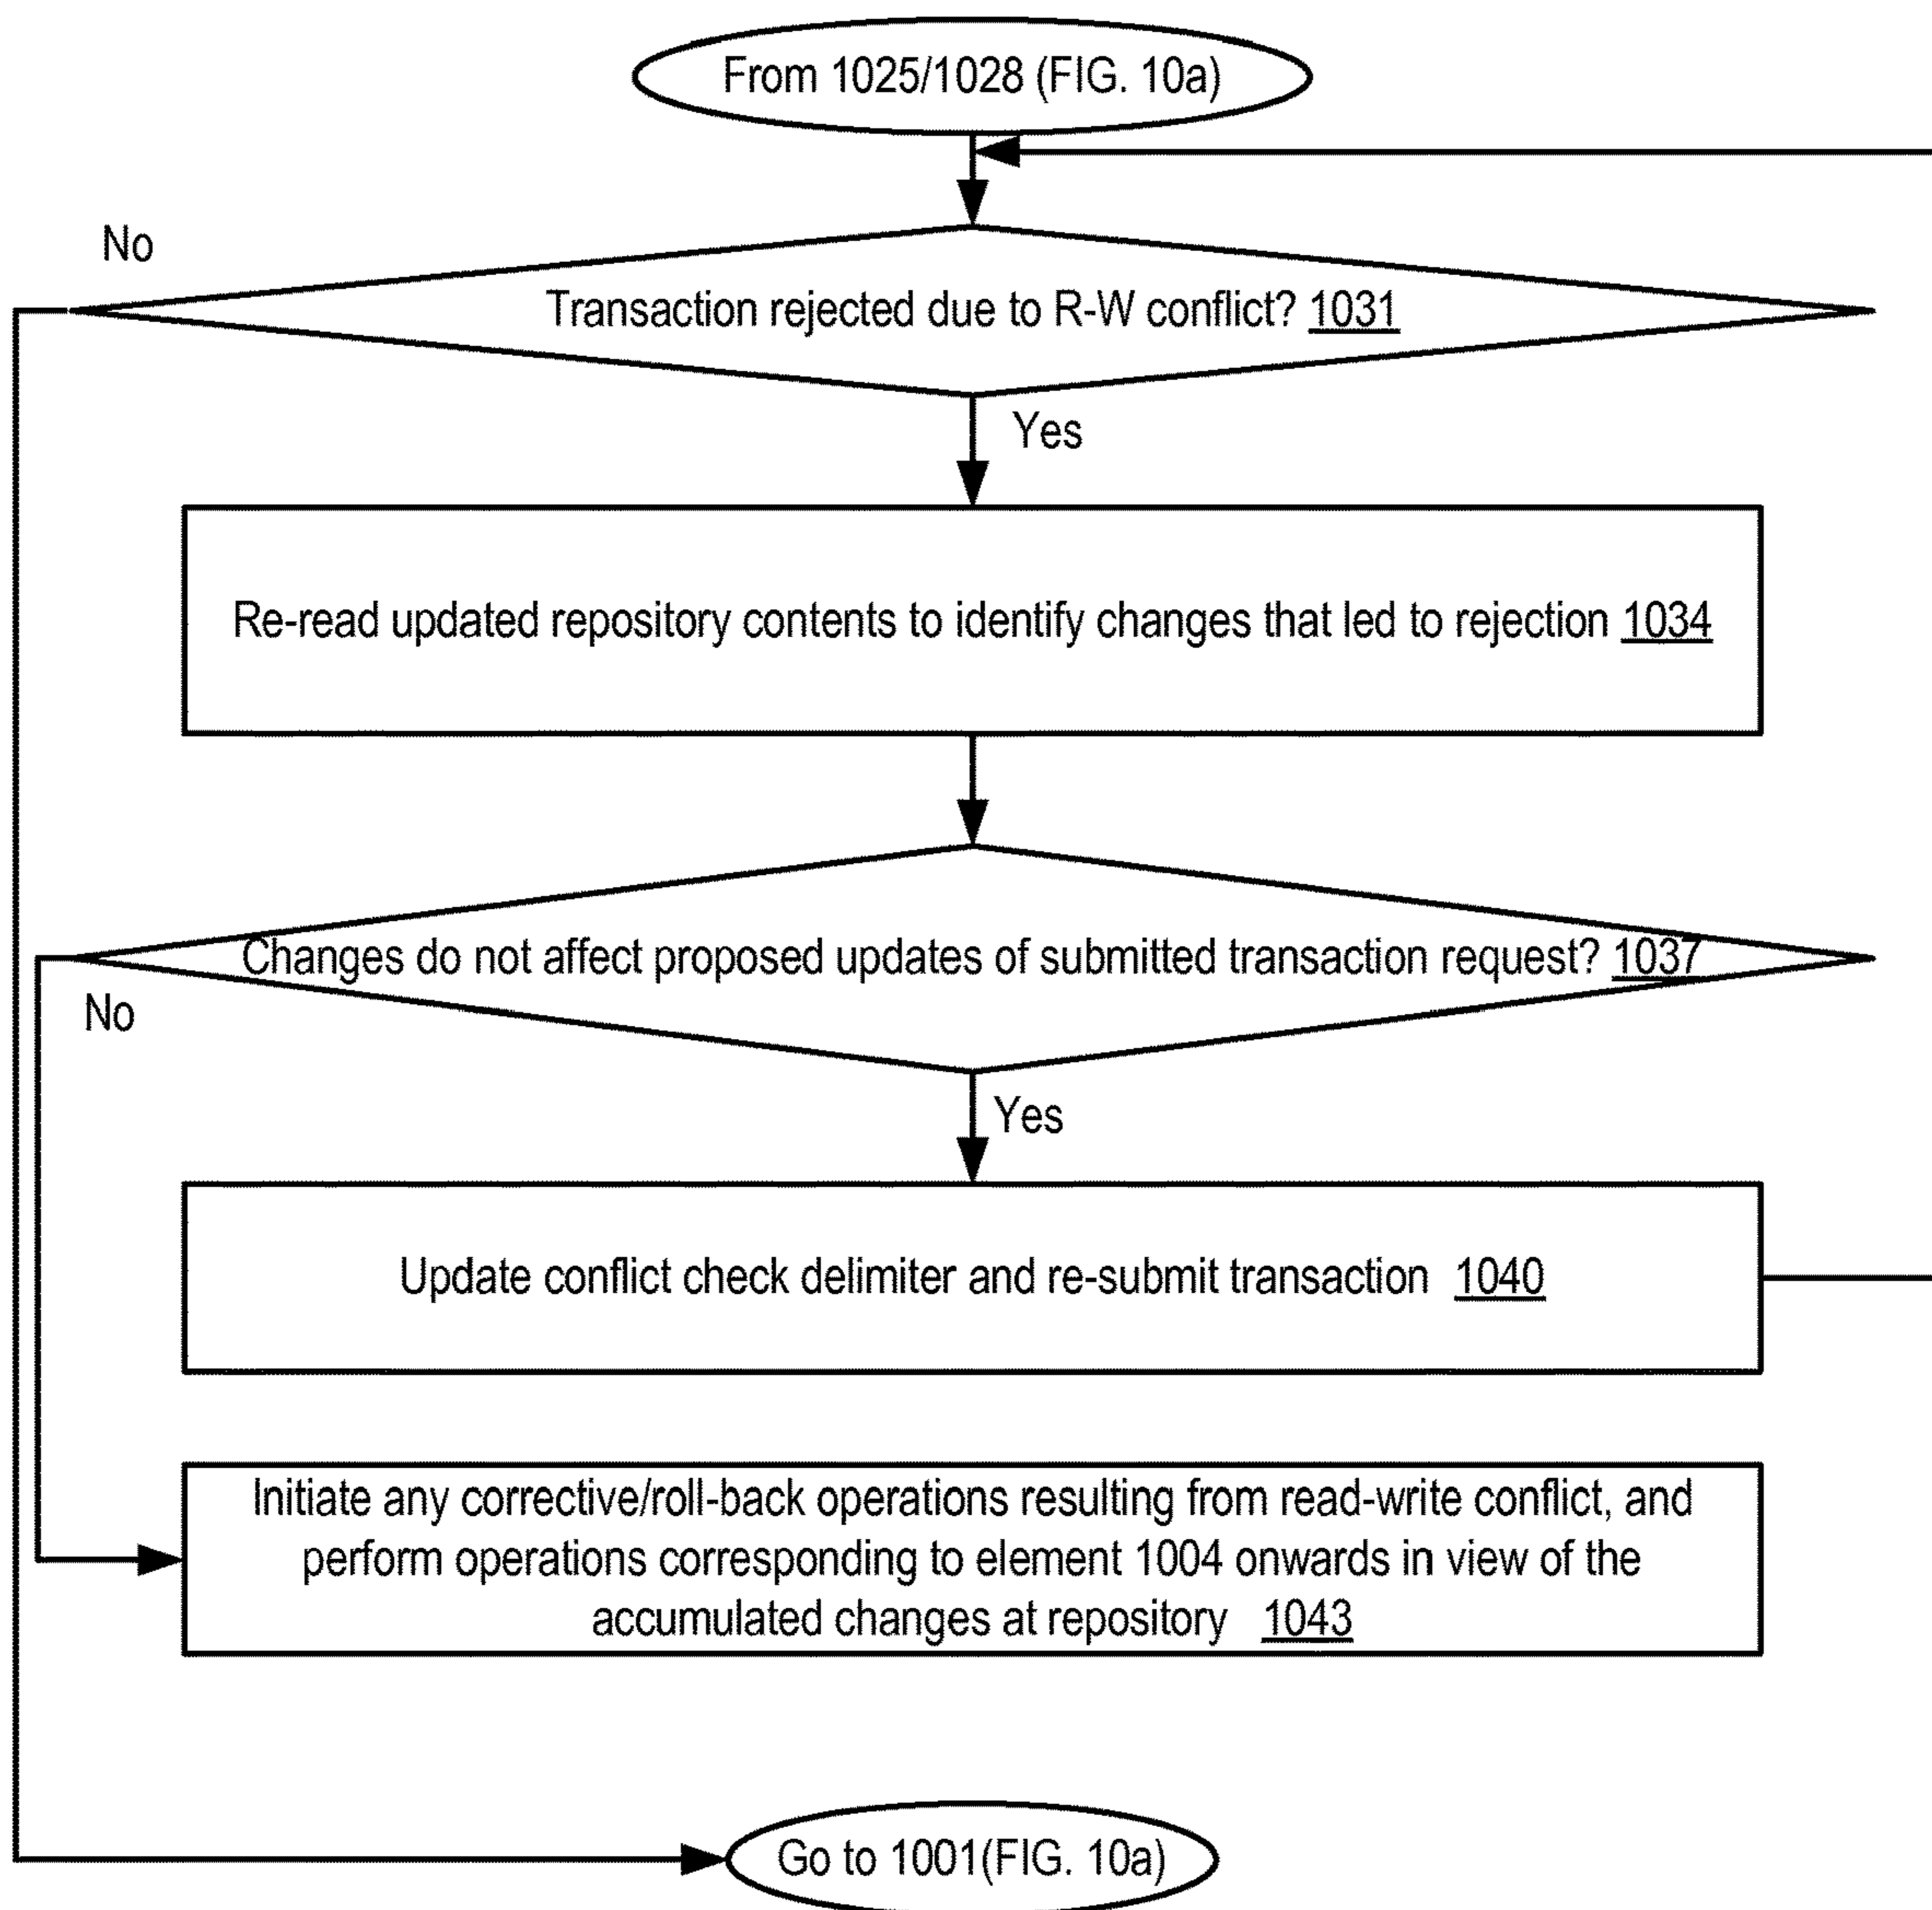 From 1025/1028 (FIG. 10a)
No
Transaction rejected due to R-W conflict? 1031
Yes
Re-read updated repository contents to identify changes that led to rejection 1034
Changes do not affect proposed updates of submitted transaction request? 1037
No
Yes
Update conflict check delimiter and re-submit transaction 1040
Initiate any corrective/roll-back operations resulting from read-write conflict, and
perform operations corresponding to element 1004 onwards in view of the
accumulated changes at repository 1043
Go to 1001(FIG. 10a)